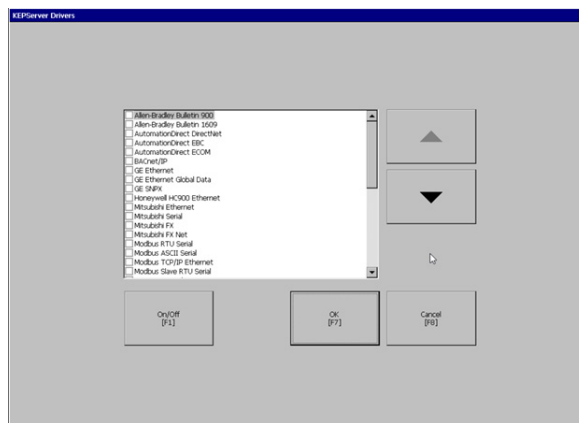 KEPServer Drivers
Allen-Bradley Bulletin 900
Allen-Bradley Bulletin 1609
AutomationDirect DirectNet
AutomationDirect EBC
AutomationDirect ECOM
BACnet/IP
GE Ethernet
GE Ethernet Global Data
GE SNPX
Honeywell HC900 Ethernet
Mitsubishi Ethernet
Mitsubishi Serial
Mitsubishi FX
Mitsubishi FX Net
Modbus RTU Serial
Modbus ASCII Serial
Modbus TCP/IP Ethernet
Modbus Slave RTU Serial
On/Off
[F1]
OK
[F7]
Cancel
[F8]